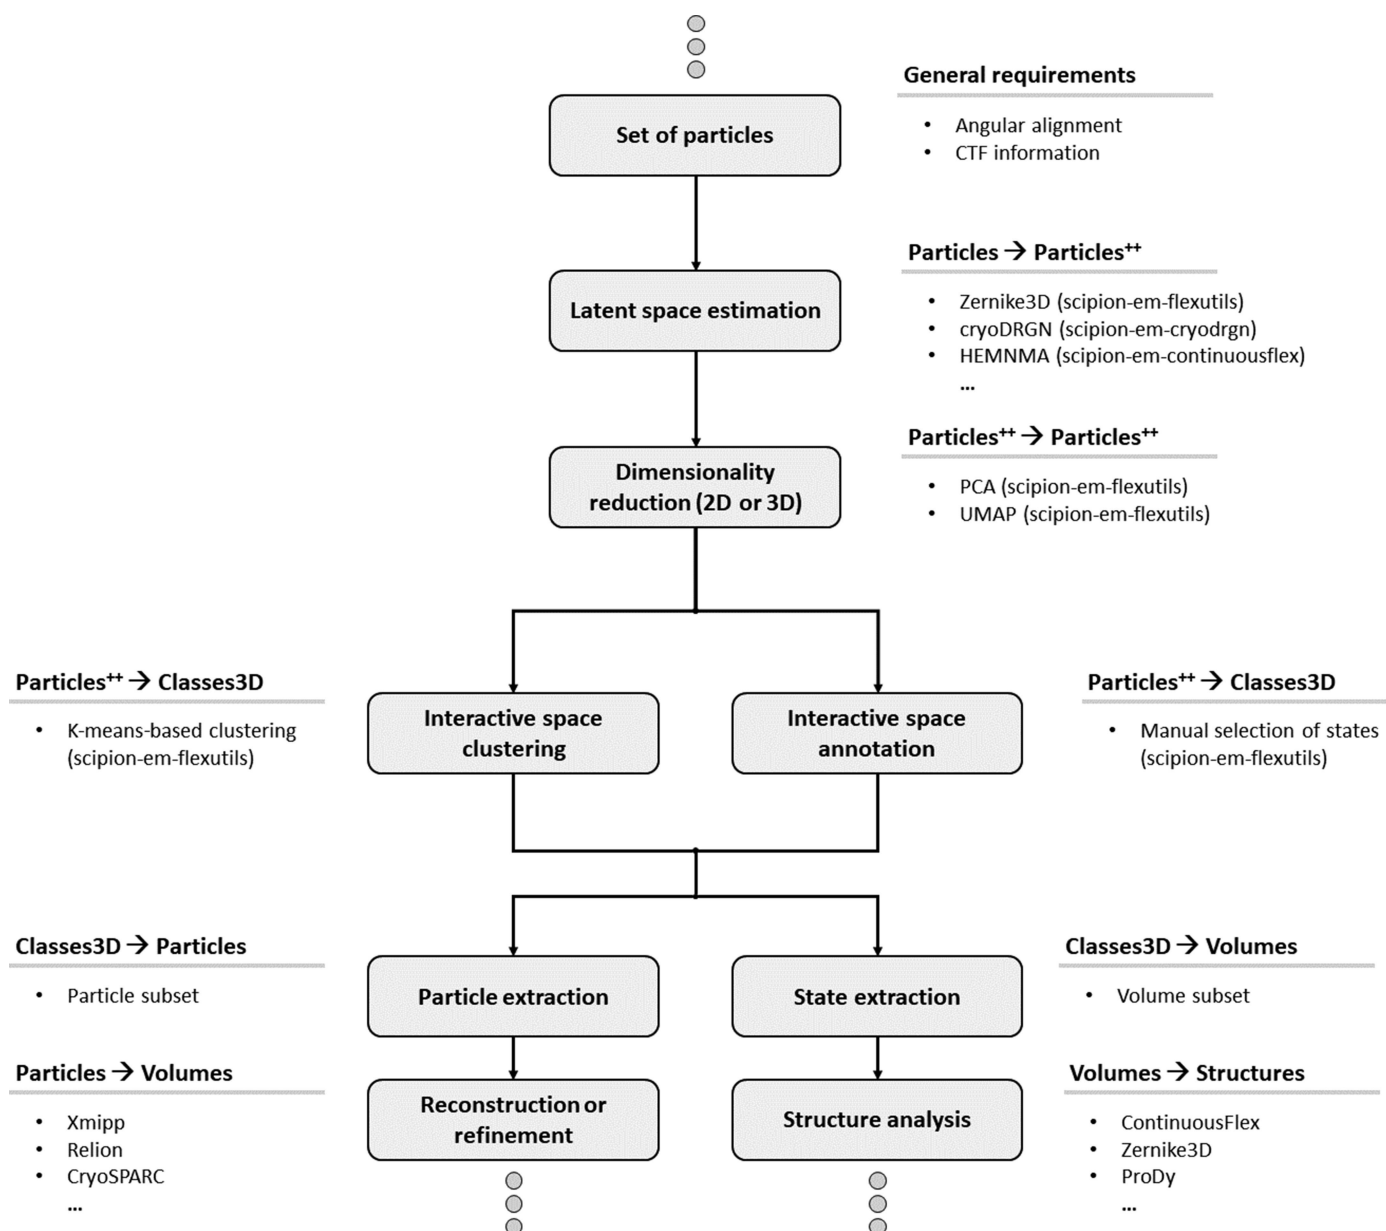 General requirements
• Angular alignment
• CTF information
Set of particles
Particles → Particles⁺⁺
• Zernike3D (scipion-em-flexutils)
• cryoDRGN (scipion-em-cryodrgn)
• HEMNMA (scipion-em-continuousflex)
...
Latent space estimation
Particles⁺⁺ → Particles⁺⁺
• PCA (scipion-em-flexutils)
• UMAP (scipion-em-flexutils)
Dimensionality
reduction (2D or 3D)
Particles⁺⁺ → Classes3D
• K-means-based clustering
(scipion-em-flexutils)
Interactive space
clustering
Interactive space
annotation
Particles⁺⁺ → Classes3D
• Manual selection of states
(scipion-em-flexutils)
Classes3D → Particles
• Particle subset
Particle extraction
State extraction
Classes3D → Volumes
• Volume subset
Particles → Volumes
• Xmipp
• Relion
• CryoSPARC
...
Reconstruction or
refinement
Structure analysis
Volumes → Structures
• ContinuousFlex
• Zernike3D
• ProDy
...